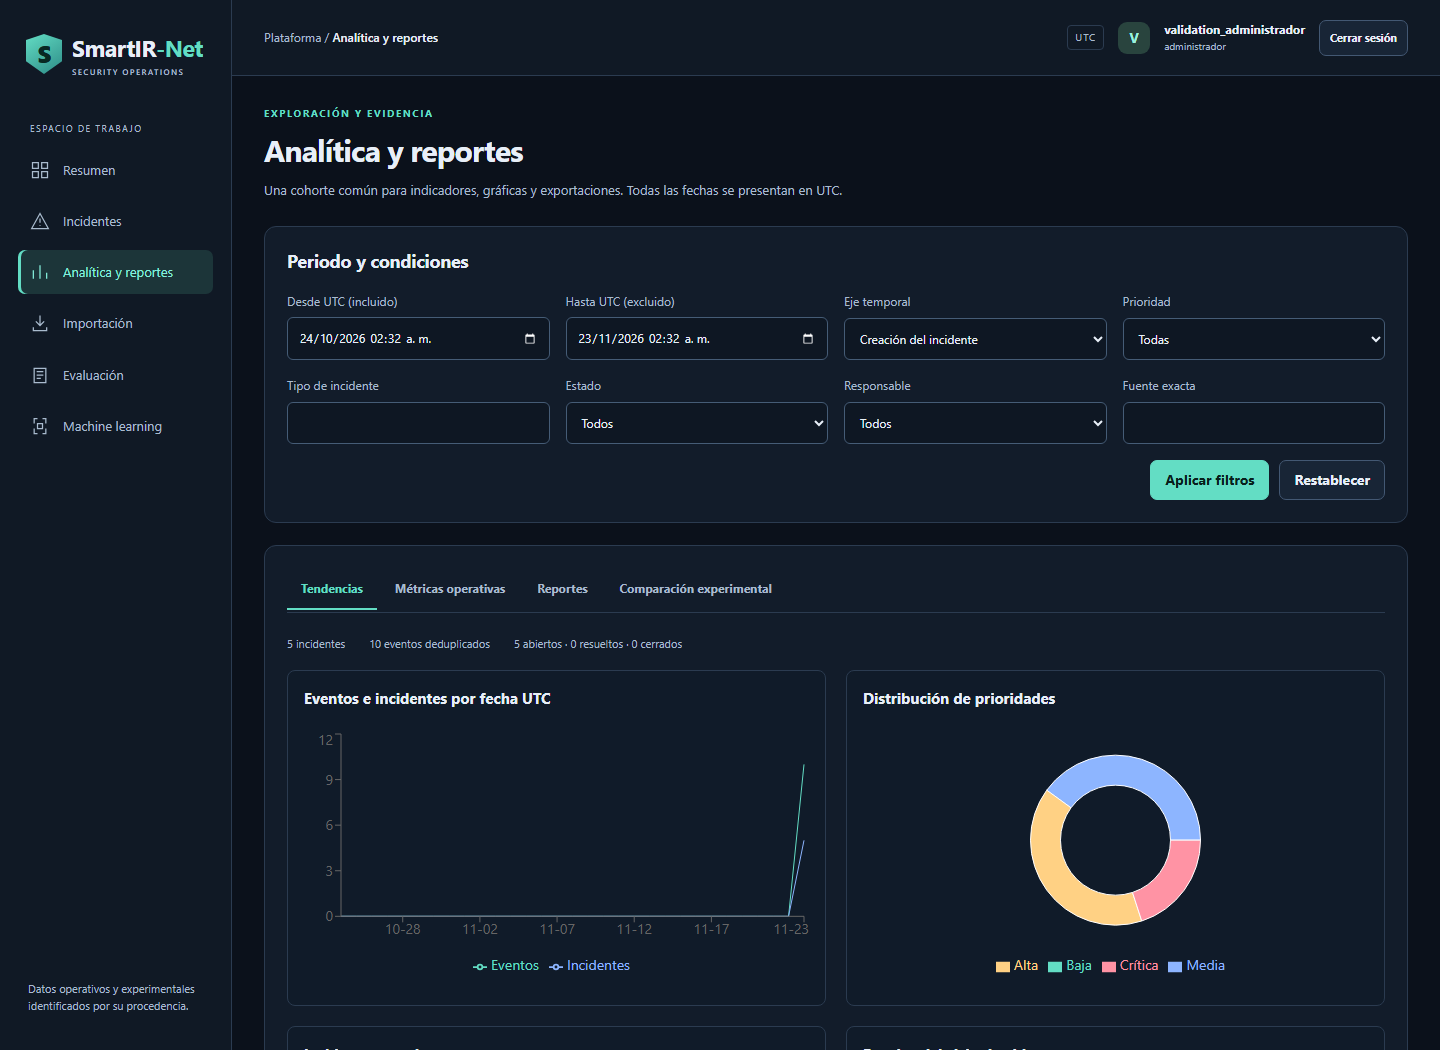 S
SmartIR-Net
SECURITY OPERATIONS
ESPACIO DE TRABAJO
Resumen
Incidentes
Analítica y reportes
Importación
Evaluación
Machine learning
Datos operativos y experimentales
identificados por su procedencia.
Plataforma / Analítica y reportes
UTC
V
validation_administrador
administrador
Cerrar sesión
EXPLORACIÓN Y EVIDENCIA
Analítica y reportes
Una cohorte común para indicadores, gráficas y exportaciones. Todas las fechas se presentan en UTC.
Periodo y condiciones
Desde UTC (incluido)
Hasta UTC (excluido)
Eje temporal
Prioridad
24/10/2026 02:32 a. m.
23/11/2026 02:32 a. m.
Creación del incidente
Todas
Tipo de incidente
Estado
Responsable
Fuente exacta
Todos
Todos
Aplicar filtros
Restablecer
Tendencias
Métricas operativas
Reportes
Comparación experimental
5 incidentes
10 eventos deduplicados
5 abiertos · 0 resueltos · 0 cerrados
Eventos e incidentes por fecha UTC
12
9
6
3
0
10-28
11-02
11-07
11-12
11-17
11-23
Eventos
Incidentes
Distribución de prioridades
Alta
Baja
Crítica
Media